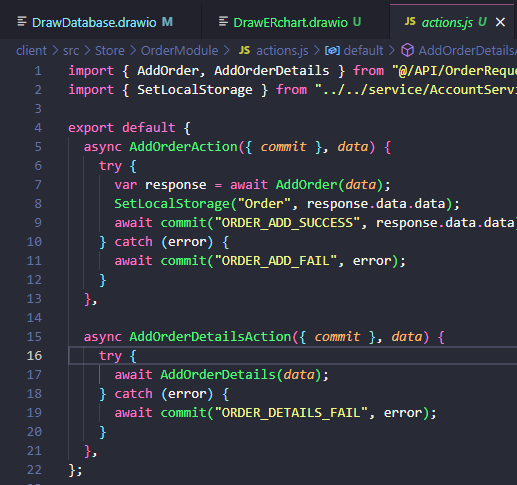 DrawDatabase.drawio M DrawERchart.drawio U JS actions.js U
client > src > Store > OrderModule > JS actions.js > default > AddOrderDetailsA
1 import { AddOrder, AddOrderDetails } from "@/API/OrderReque
2 import { SetLocalStorage } from "../../service/AccountServi
3
4 export default {
5 async AddOrderAction({ commit }, data) {
6 try {
7 var response = await AddOrder(data);
8 SetLocalStorage("Order", response.data.data);
9 await commit("ORDER_ADD_SUCCESS", response.data.data
10 } catch (error) {
11 await commit("ORDER_ADD_FAIL", error);
12 }
13 },
14
15 async AddOrderDetailsAction({ commit }, data) {
16 try {
17 await AddOrderDetails(data);
18 } catch (error) {
19 await commit("ORDER_DETAILS_FAIL", error);
20 }
21 },
22 };